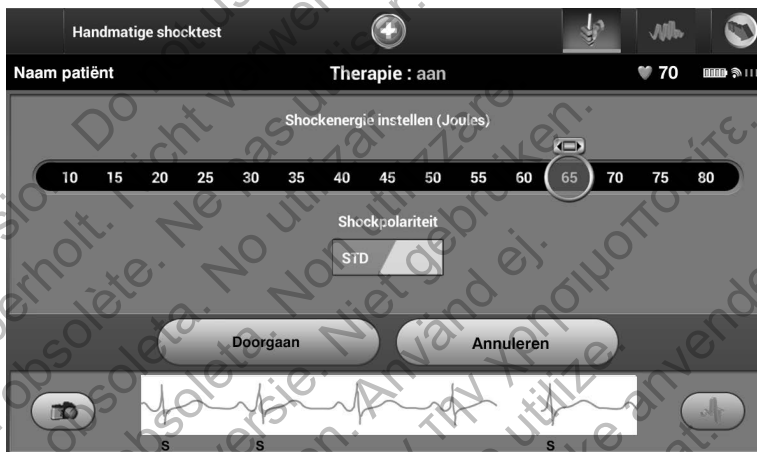 Handmatige shocktest
Naam patiënt Therapie : aan 70
Shockenergie instellen (Joules)
10 15 20 25 30 35 40 45 50 55 60 65 70 75 80
Shockpolariteit
STD
Doorgaan Annuleren
S S S